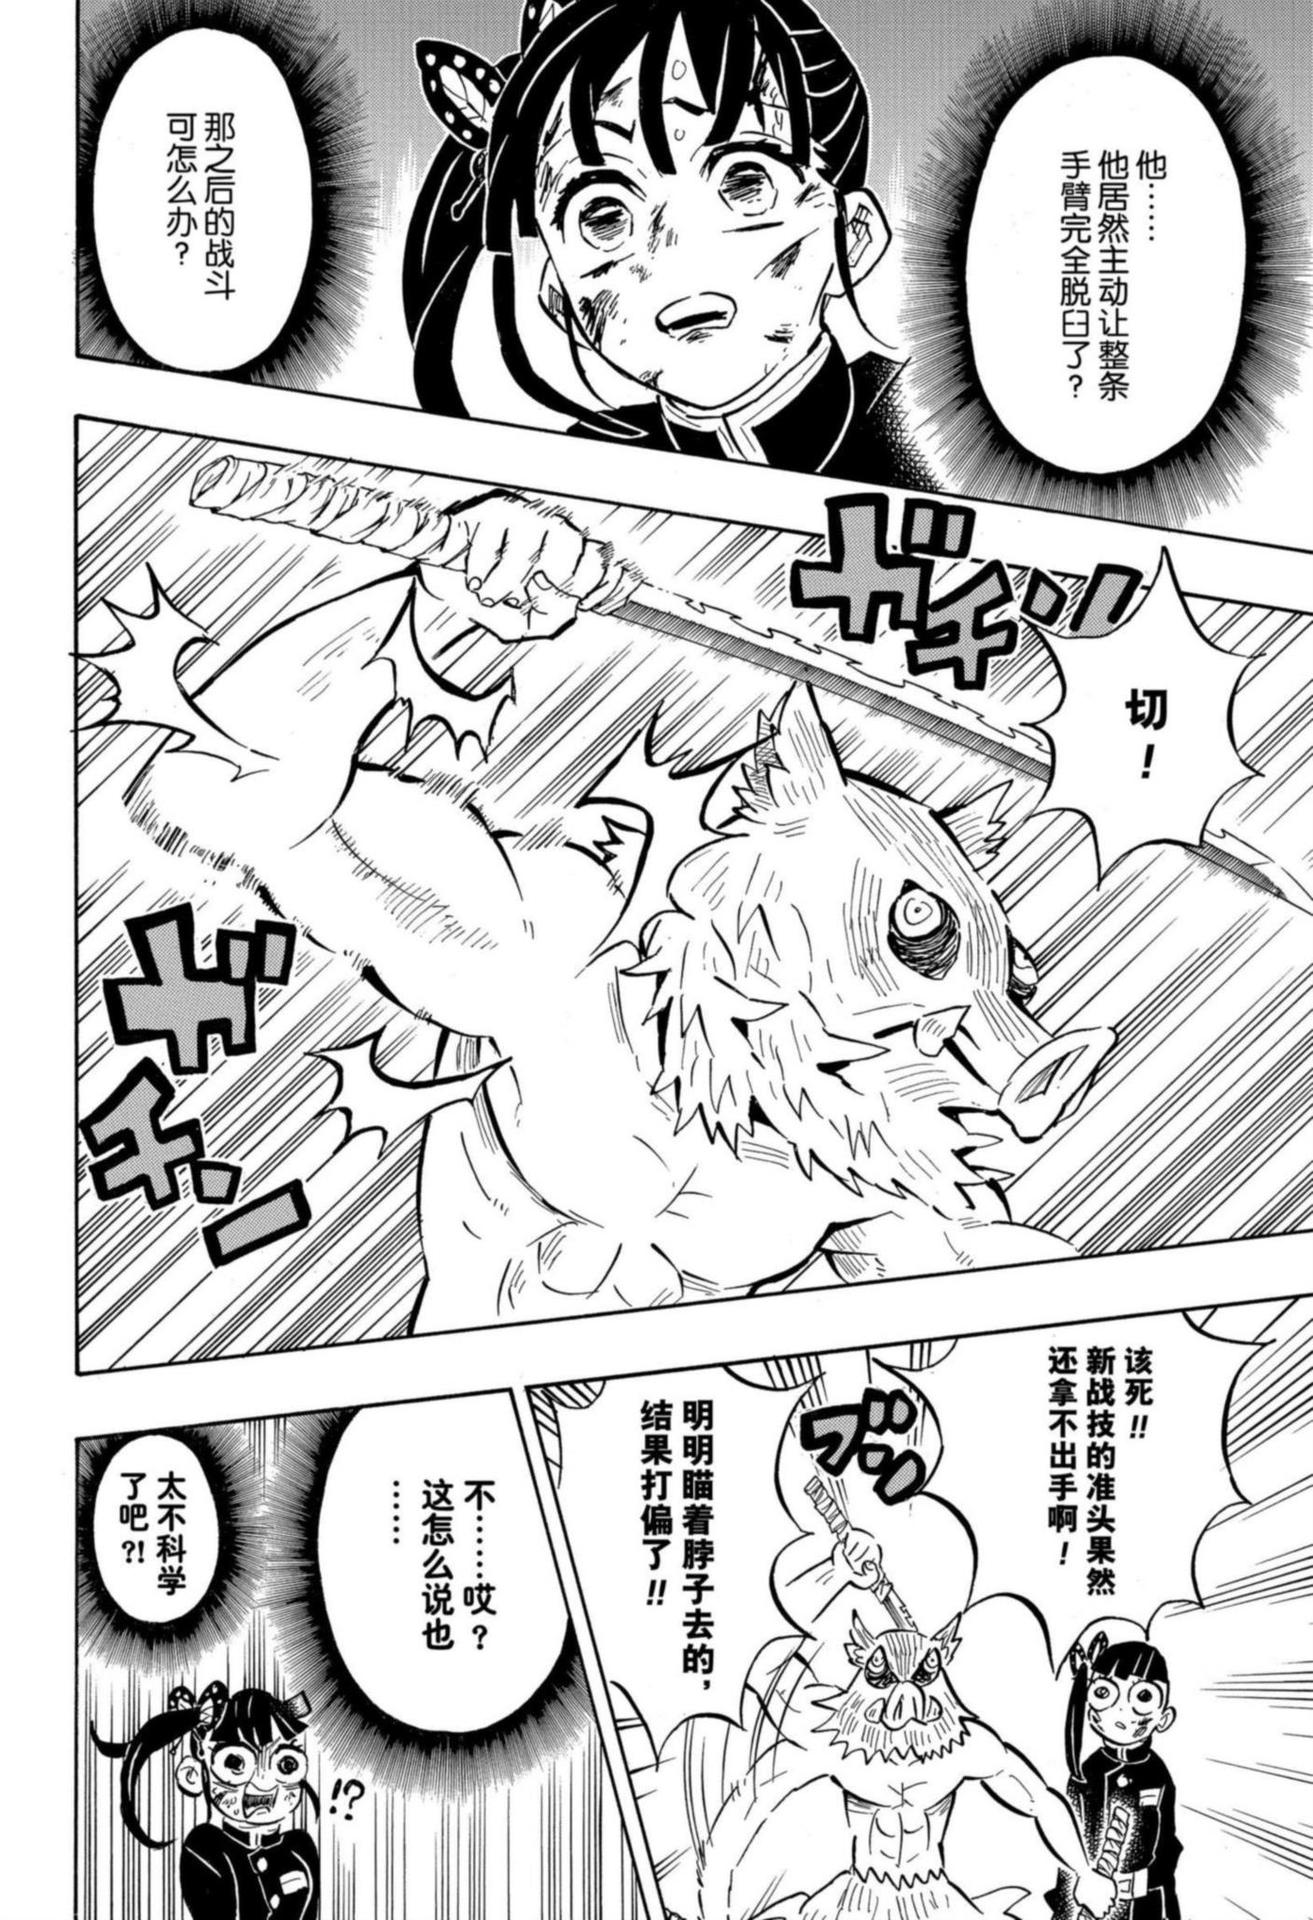 他……
他居然主动让整条
手臂完全脱臼了？
那之后的战斗
可怎么办？
ガチンッ
切！
ガチンッ
该死！！
新战技的准头果然
还拿不出手啊！
ブンッ
明明瞄着脖子去的，
结果打偏了！！
不……哎？
这怎么说也
……
太不科学
了吧？！
!?